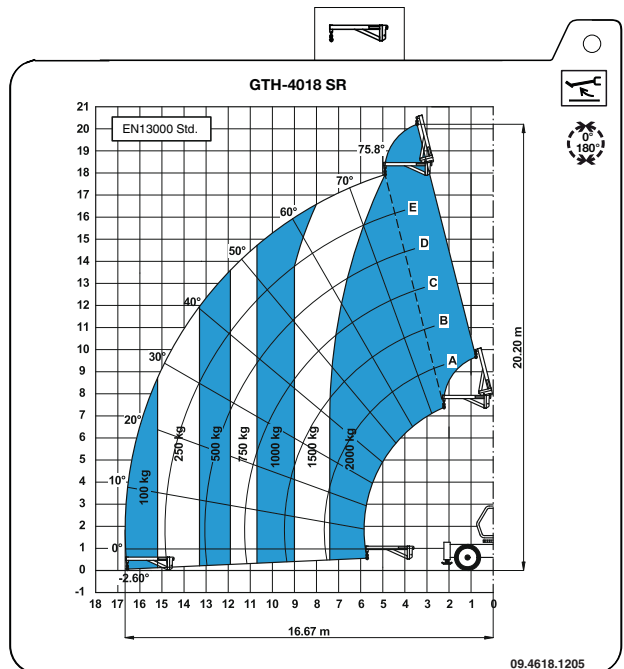 GTH-4018 SR
EN13000 Std.
0°
180°
21
20
19
18
17
16
15
14
13
12
11
10
9
8
7
6
5
4
3
2
1
0
-1
75.8°
70°
60°
50°
40°
30°
20°
10°
0°
-2.60°
E
D
C
B
A
100 kg
250 kg
500 kg
750 kg
1000 kg
1500 kg
2000 kg
20.20 m
18 17 16 15 14 13 12 11 10 9 8 7 6 5 4 3 2 1 0
16.67 m
09.4618.1205